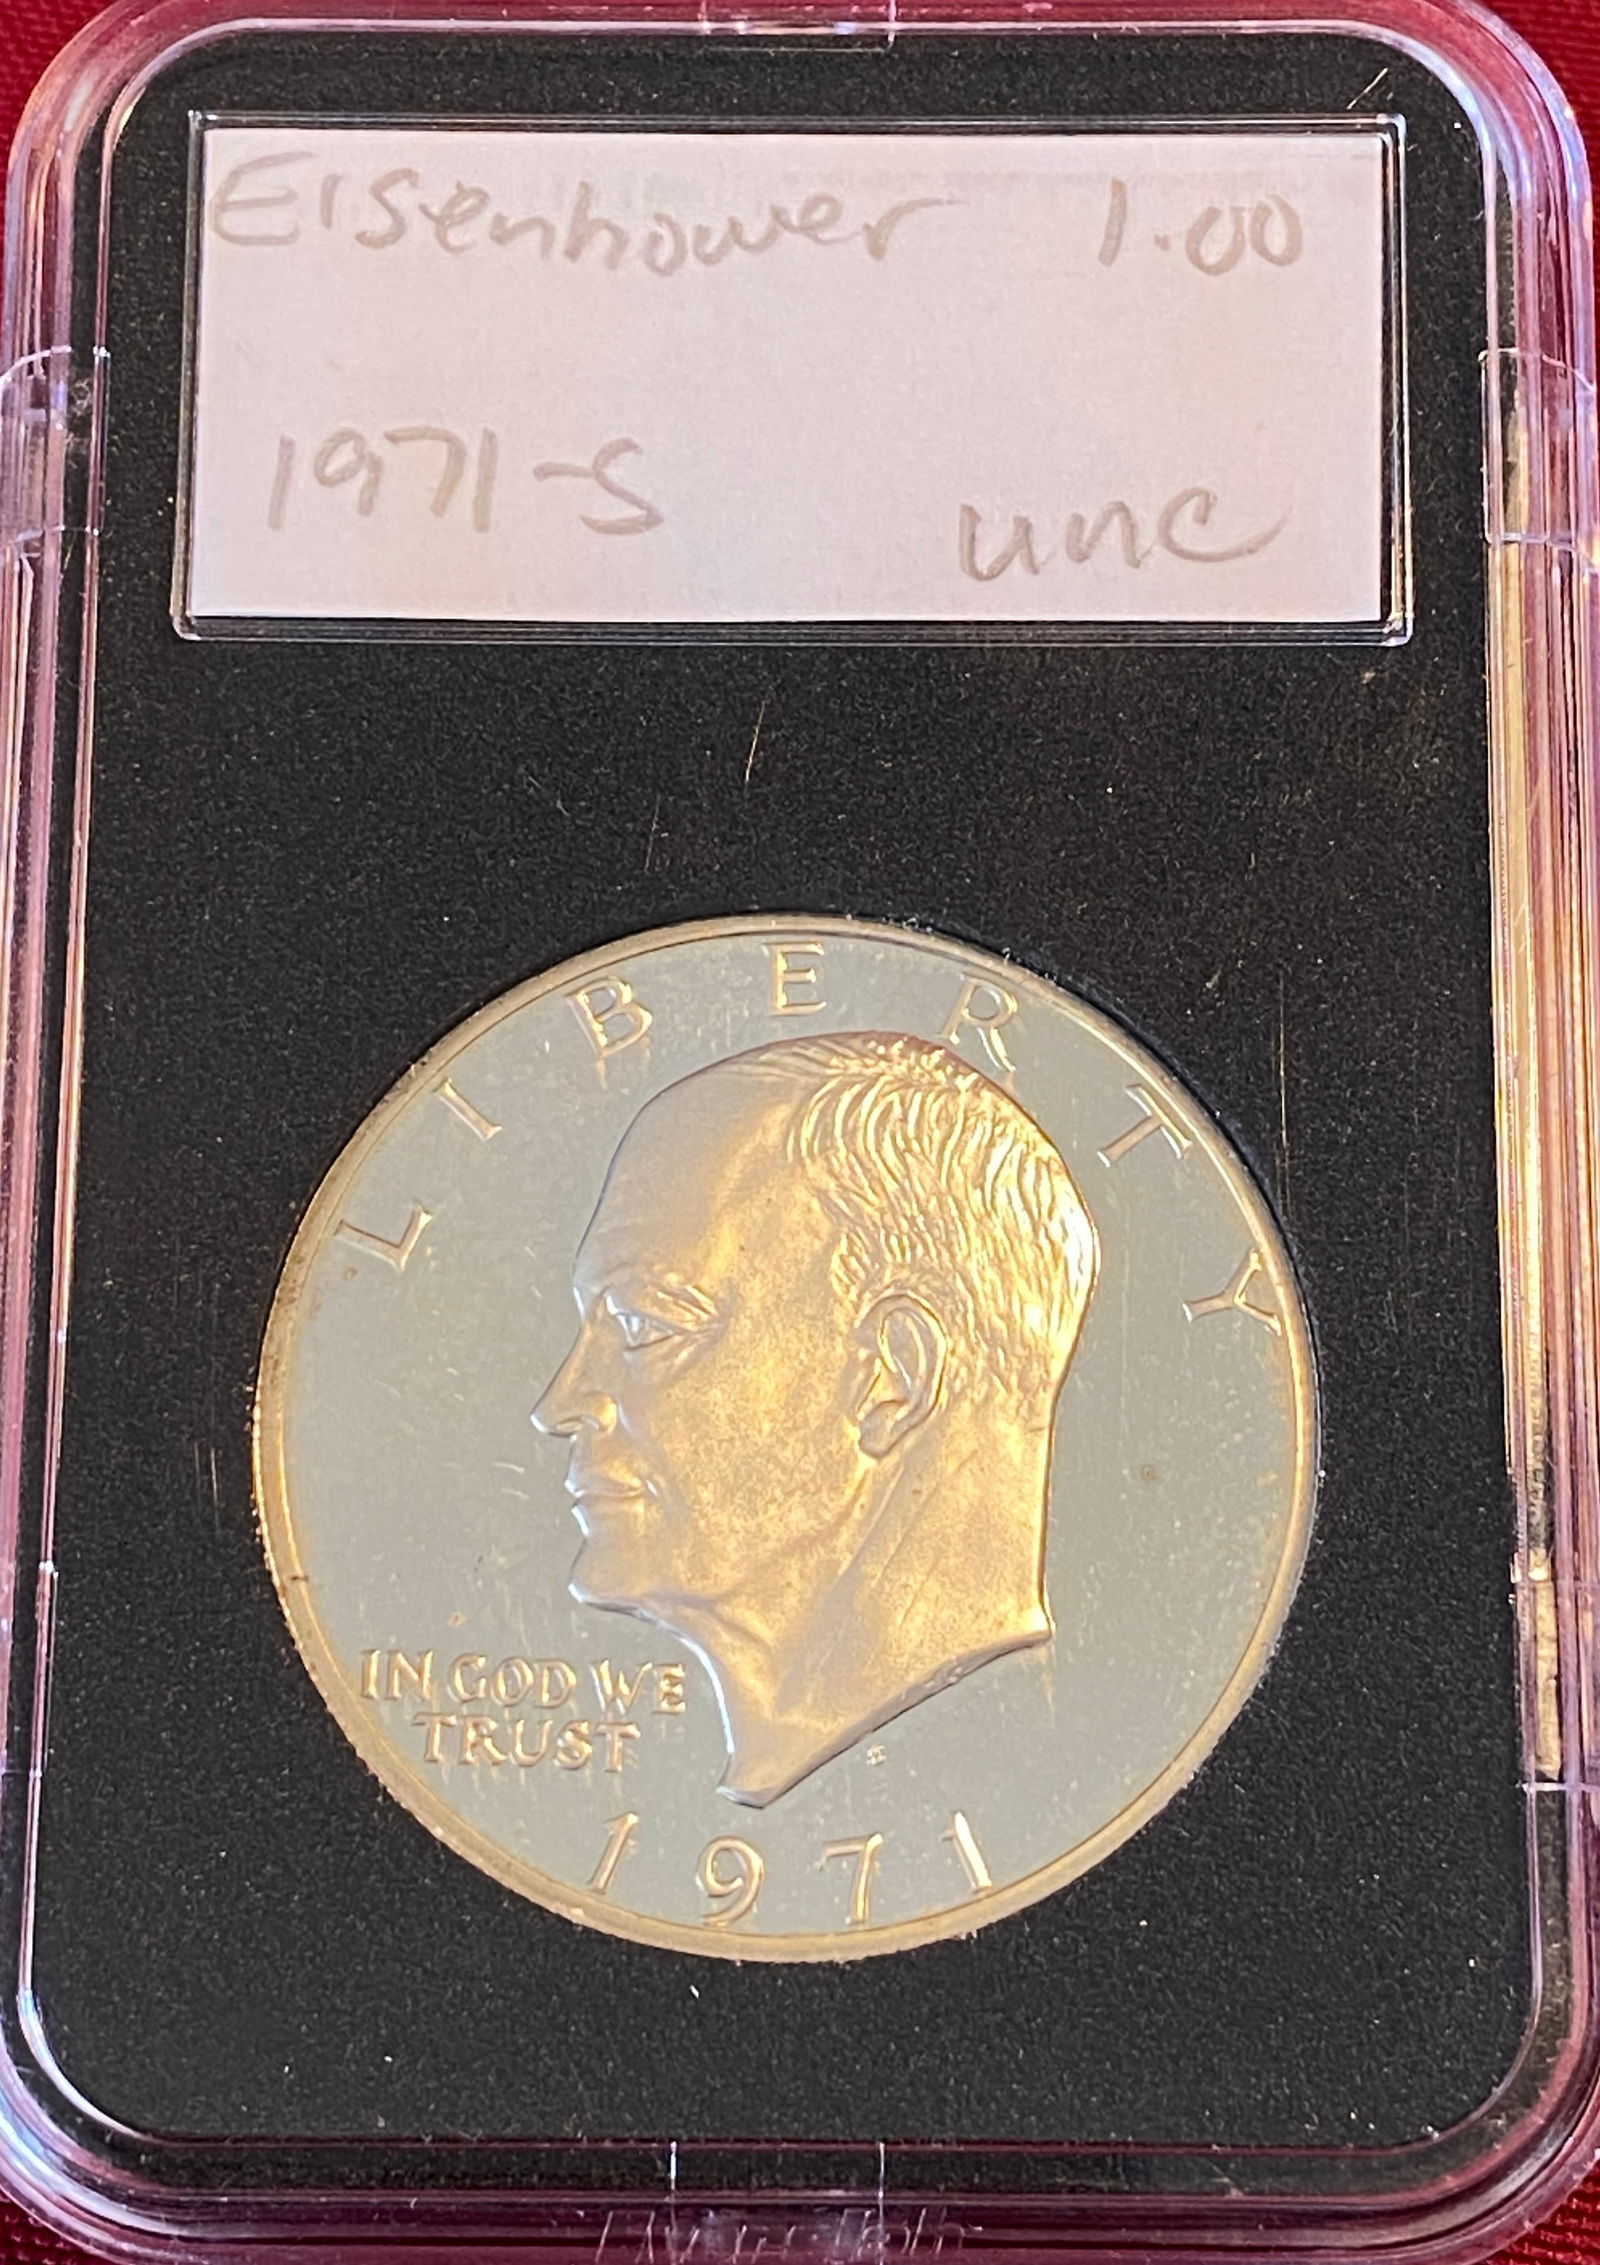 Eisenhower 1.00
1971-S unc
LIBERTY
IN GOD WE
TRUST
S
1971